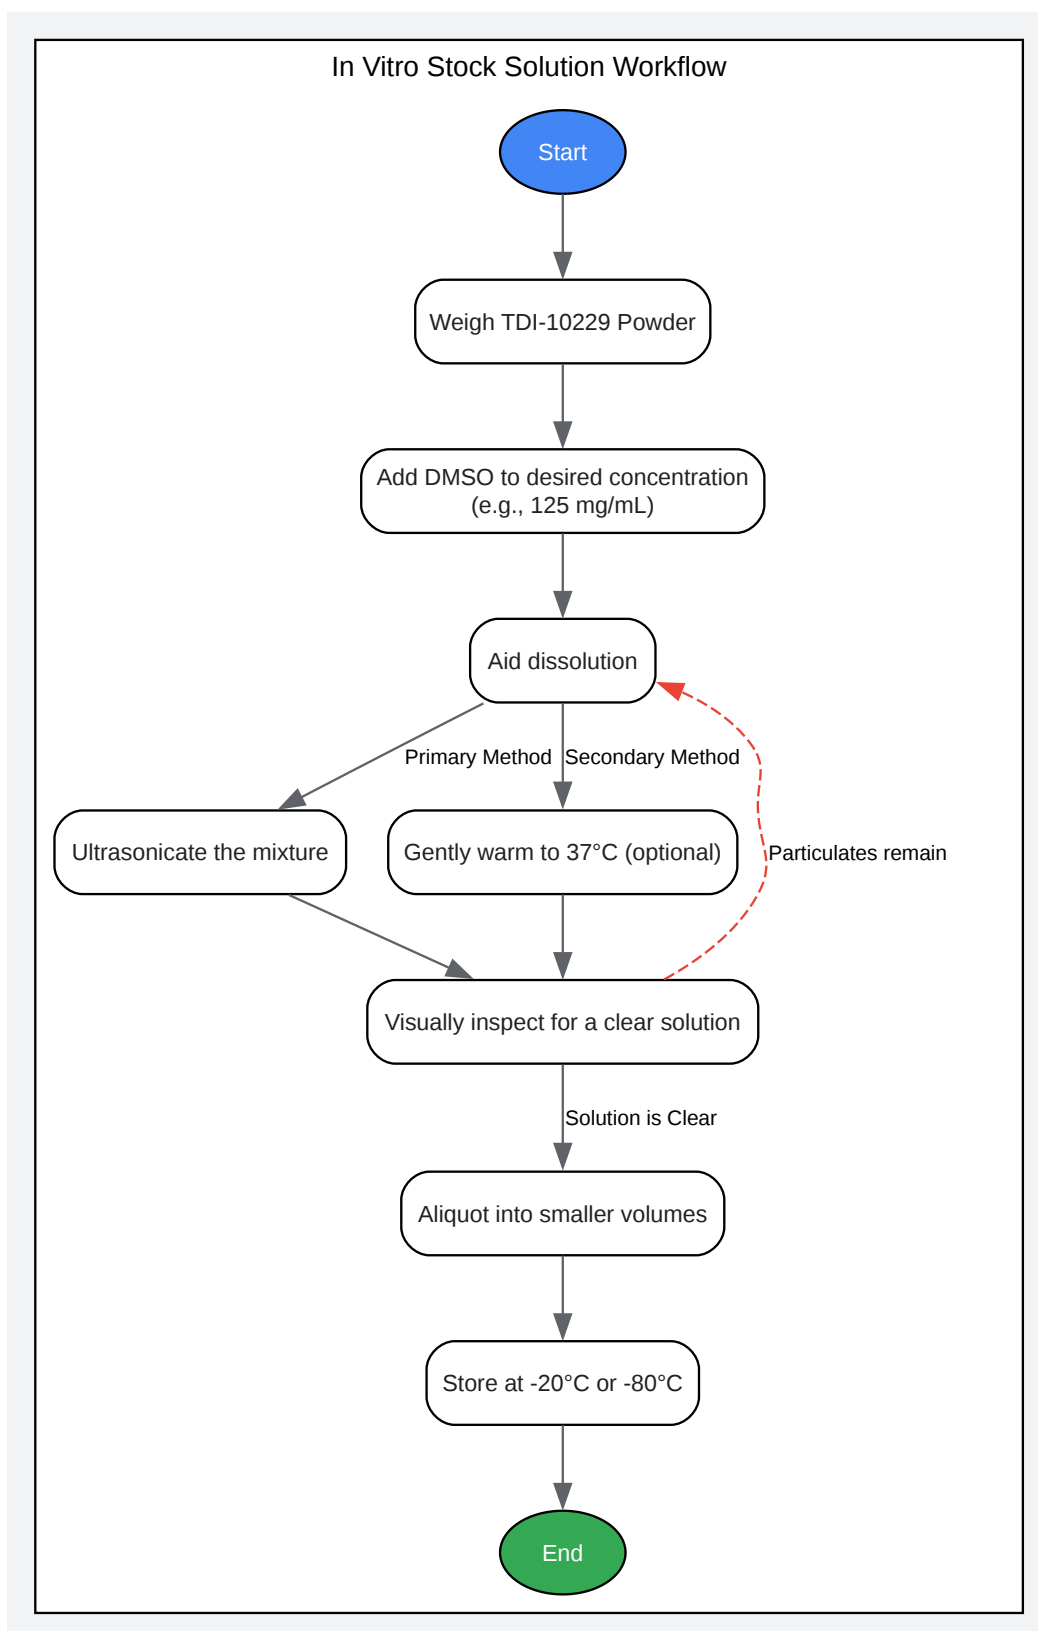 In Vitro Stock Solution Workflow
Start
Weigh TDI-10229 Powder
Add DMSO to desired concentration
(e.g., 125 mg/mL)
Aid dissolution
Primary Method
Secondary Method
Ultrasonicate the mixture
Gently warm to 37°C (optional)
Particulates remain
Visually inspect for a clear solution
Solution is Clear
Aliquot into smaller volumes
Store at -20°C or -80°C
End